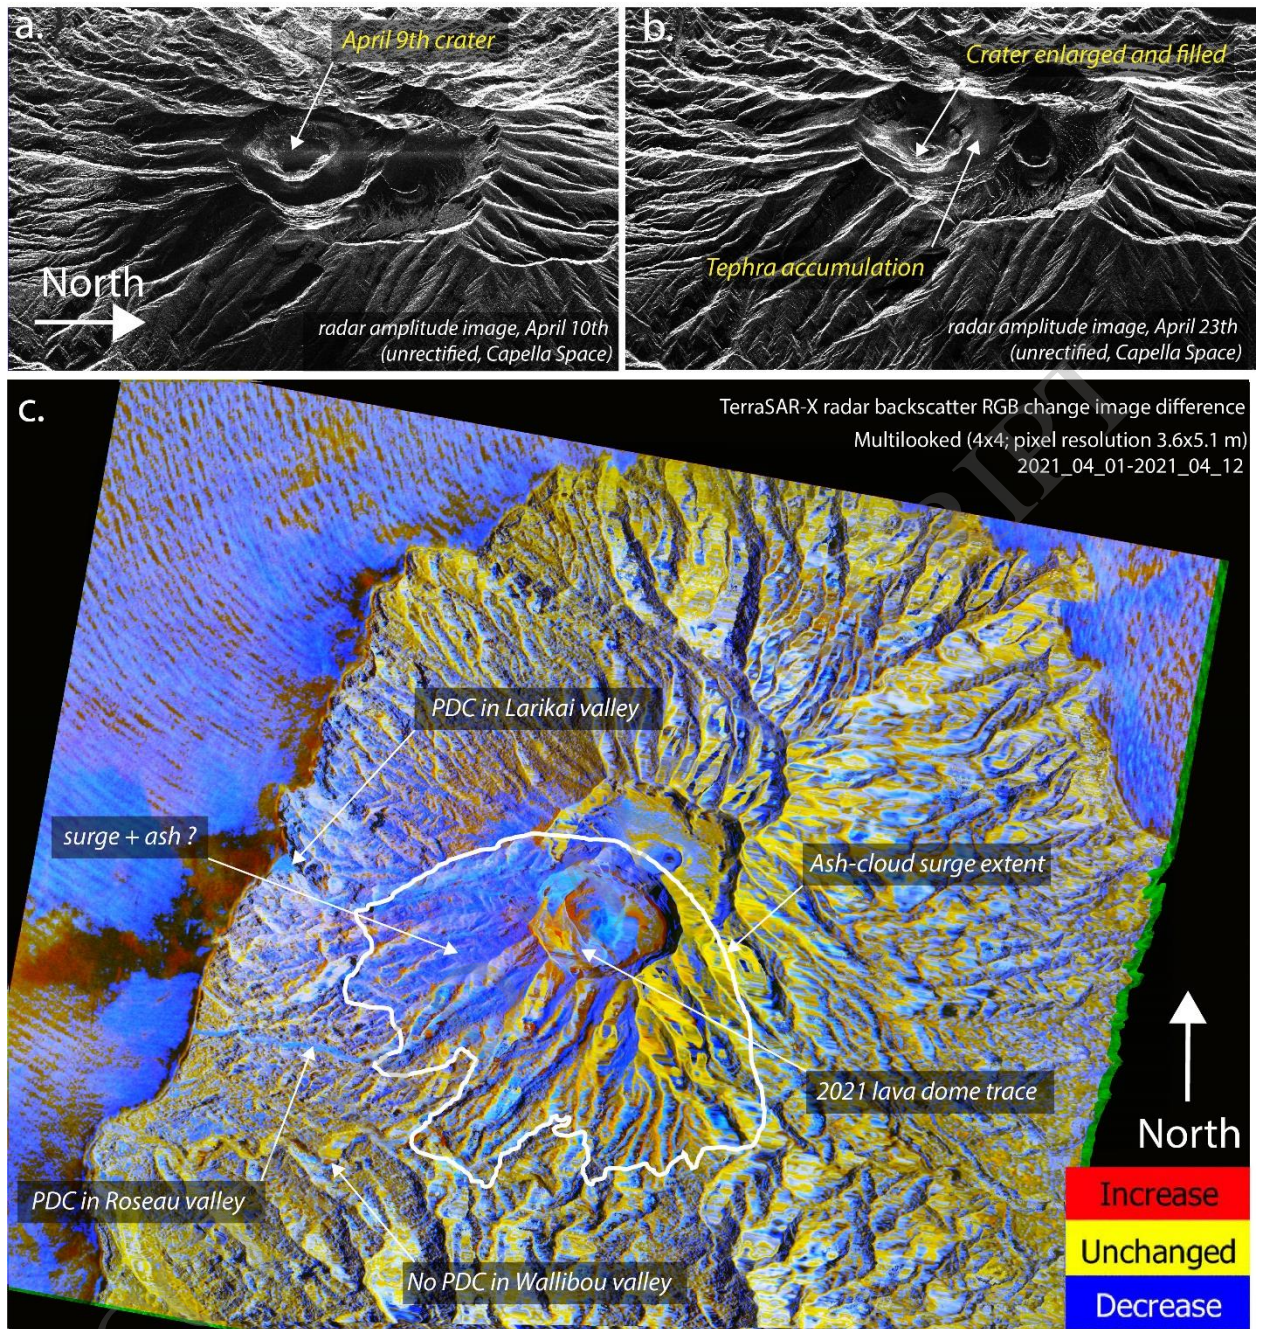 a.
April 9th crater
North
radar amplitude image, April 10th
(unrectified, Capella Space)
b.
Crater enlarged and filled
Tephra accumulation
radar amplitude image, April 23th
(unrectified, Capella Space)
c.
TerraSAR-X radar backscatter RGB change image difference
Multilooked (4x4; pixel resolution 3.6x5.1 m)
2021_04_01-2021_04_12
PDC in Larikai valley
surge + ash ?
Ash-cloud surge extent
2021 lava dome trace
North
PDC in Roseau valley
No PDC in Wallibou valley
Increase
Unchanged
Decrease